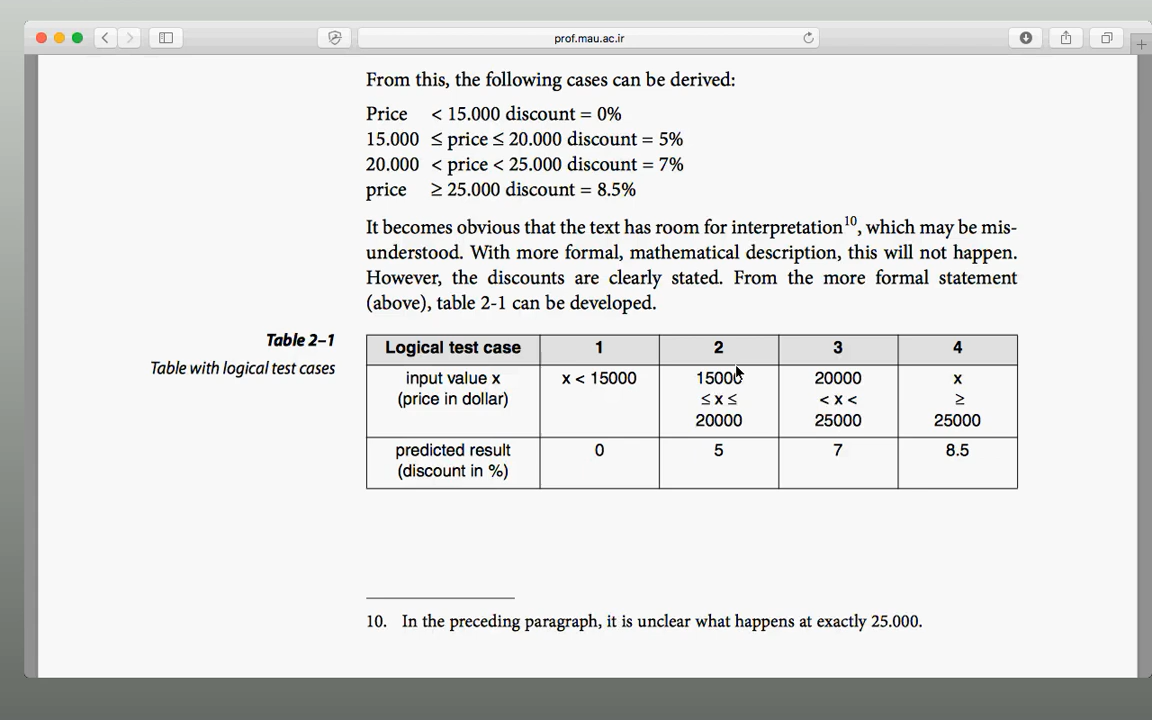 prof.mau.ac.ir
From this, the following cases can be derived:
Price < 15.000 discount = 0%
15.000 ≤ price ≤ 20.000 discount = 5%
20.000 < price < 25.000 discount = 7%
price ≥ 25.000 discount = 8.5%
It becomes obvious that the text has room for interpretation10, which may be mis-
understood. With more formal, mathematical description, this will not happen.
However, the discounts are clearly stated. From the more formal statement
(above), table 2-1 can be developed.
Table 2–1
Table with logical test cases
Logical test case 1 2 3 4
input value x x < 15000 15000 20000 x
(price in dollar) ≤ x ≤ < x < ≥
20000 25000 25000
predicted result 0 5 7 8.5
(discount in %)
10. In the preceding paragraph, it is unclear what happens at exactly 25.000.